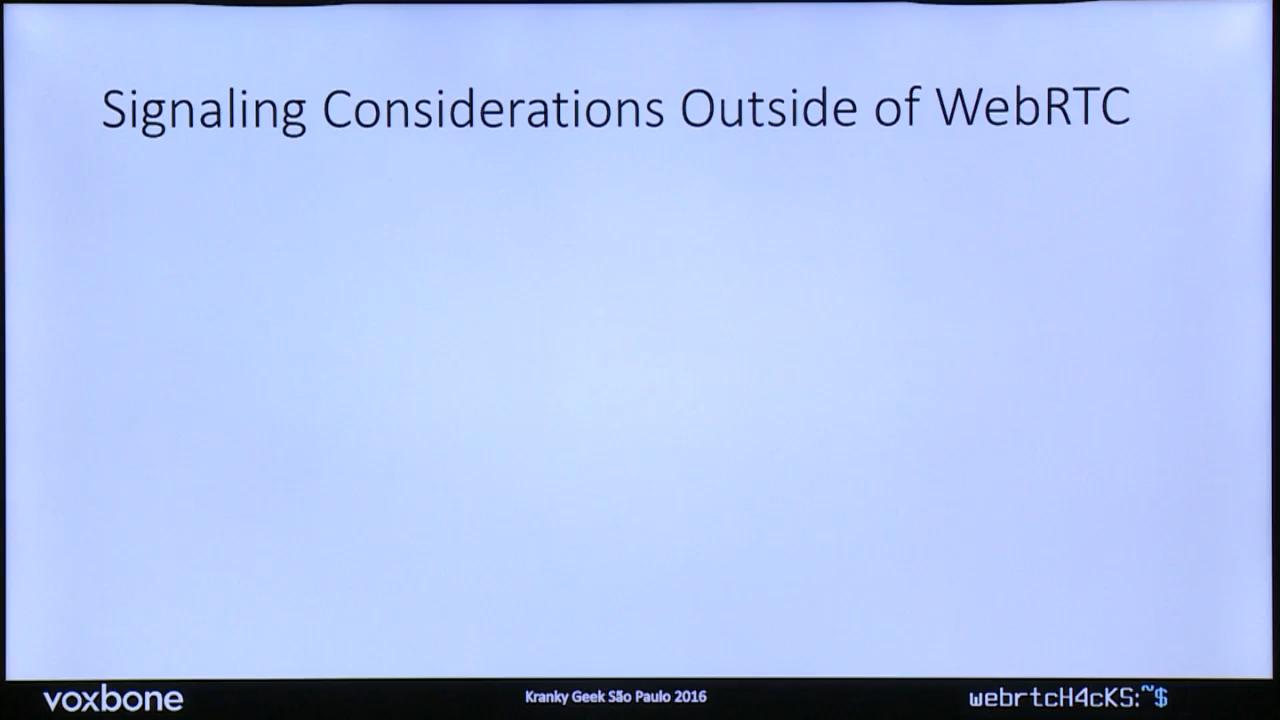 Signaling Considerations Outside of WebRTC
voxbone
Kranky Geek São Paulo 2016
webrtcH4cKS:~$